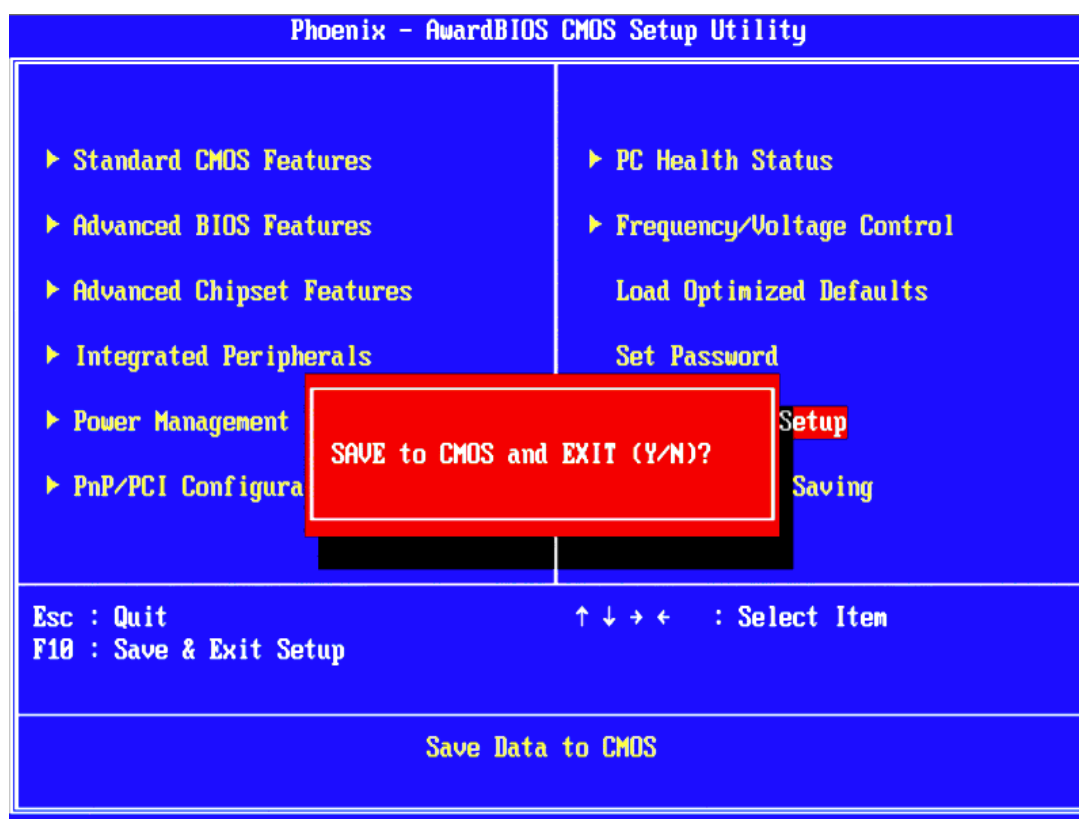 Phoenix - AwardBIOS CMOS Setup Utility
Standard CMOS Features
Advanced BIOS Features
Advanced Chipset Features
Integrated Peripherals
Power Management
PnP/PCI Configura
PC Health Status
Frequency/Voltage Control
Load Optimized Defaults
Set Password
Setup
Saving
SAVE to CMOS and EXIT (Y/N)?
Esc : Quit
F10 : Save & Exit Setup
↑ ↓ → ← : Select Item
Save Data to CMOS